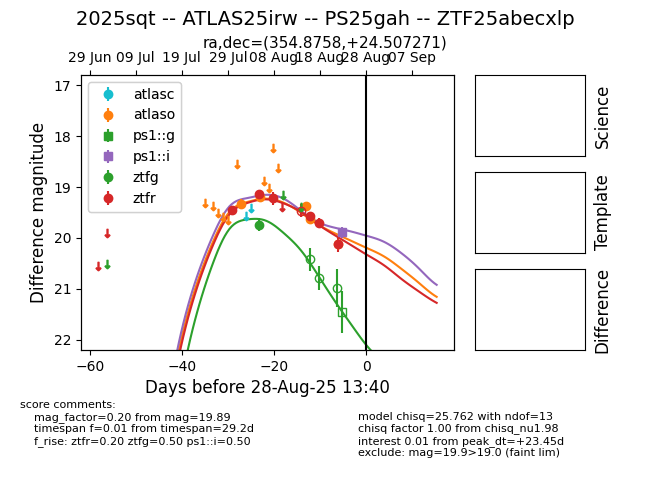 2025sqt -- ATLAS25irw -- PS25gah -- ZTF25abecxlp
ra,dec=(354.8758,+24.507271)
29 Jun 09 Jul 19 Jul 29 Jul 08 Aug 18 Aug 28 Aug 07 Sep
17
18
19
20
21
22
Difference magnitude
atlasc
atlaso
ps1::g
ps1::i
ztfg
ztfr
−60 −40 −20 0
Days before 28-Aug-25 13:40
Science
Template
Difference
score comments:
mag_factor=0.20 from mag=19.89
timespan f=0.01 from timespan=29.2d
f_rise: ztfr=0.20 ztfg=0.50 ps1::i=0.50
model chisq=25.762 with ndof=13
chisq factor 1.00 from chisq_nu1.98
interest 0.01 from peak_dt=+23.45d
exclude: mag=19.9>19.0 (faint lim)